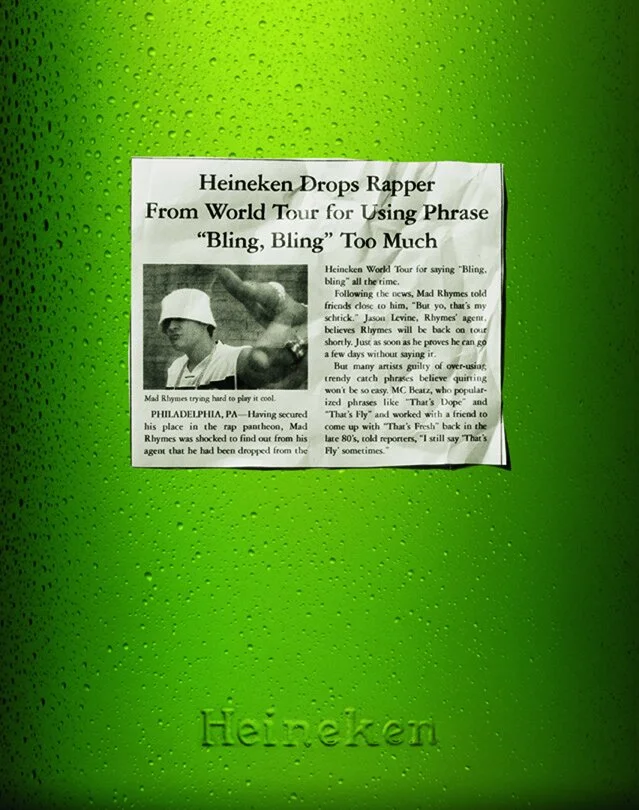 Heineken Drops Rapper
From World Tour for Using Phrase
“Bling, Bling” Too Much
Mad Rhymes trying hard to play it cool.
PHILADELPHIA, PA—Having secured
his place in the rap pantheon, Mad
Rhymes was shocked to find out from his
agent that he had been dropped from the
Heineken World Tour for saying “Bling,
bling” all the time.
Following the news, Mad Rhymes told
friends close to him, “But yo, that’s my
schtick.” Jason Levine, Rhymes’ agent,
believes Rhymes will be back on tour
shortly. Just as soon as he proves he can go
a few days without saying it.
But many artists guilty of over-using
trendy catch phrases believe quitting
won’t be so easy. MC Beatz, who popular-
ized phrases like “That’s Dope” and
“That’s Fly” and worked with a friend to
come up with “That’s Fresh” back in the
late 80’s, told reporters, “I still say ‘That’s
Fly’ sometimes.”
Heineken